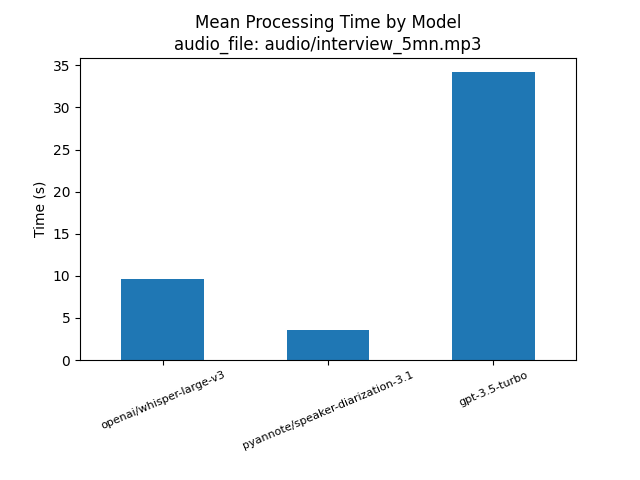 Mean Processing Time by Model
audio_file: audio/interview_5mn.mp3
35
30
25
20
15
10
5
0
Time (s)
openai/whisper-large-v3
pyannote/speaker-diarization-3.1
gpt-3.5-turbo